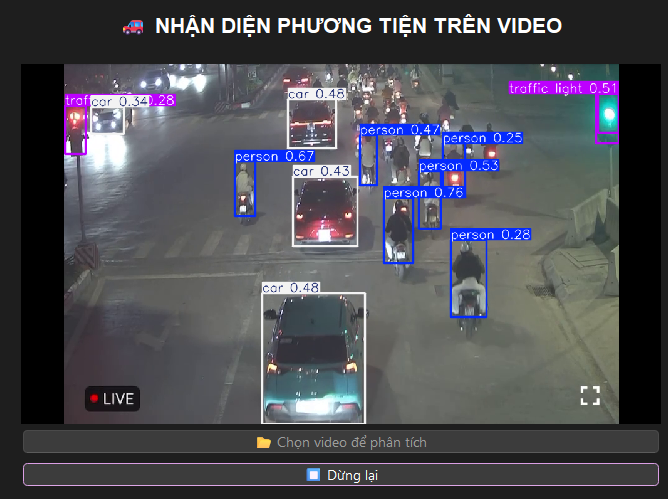 NHẬN DIỆN PHƯƠNG TIỆN TRÊN VIDEO
car 0.48
traffic light 0.51
traf
car 0.34
0.28
person 0.47
person 0.25
person 0.67
person 0.53
car 0.43
person 0.76
person 0.28
car 0.48
LIVE
Chọn video để phân tích
Dừng lại